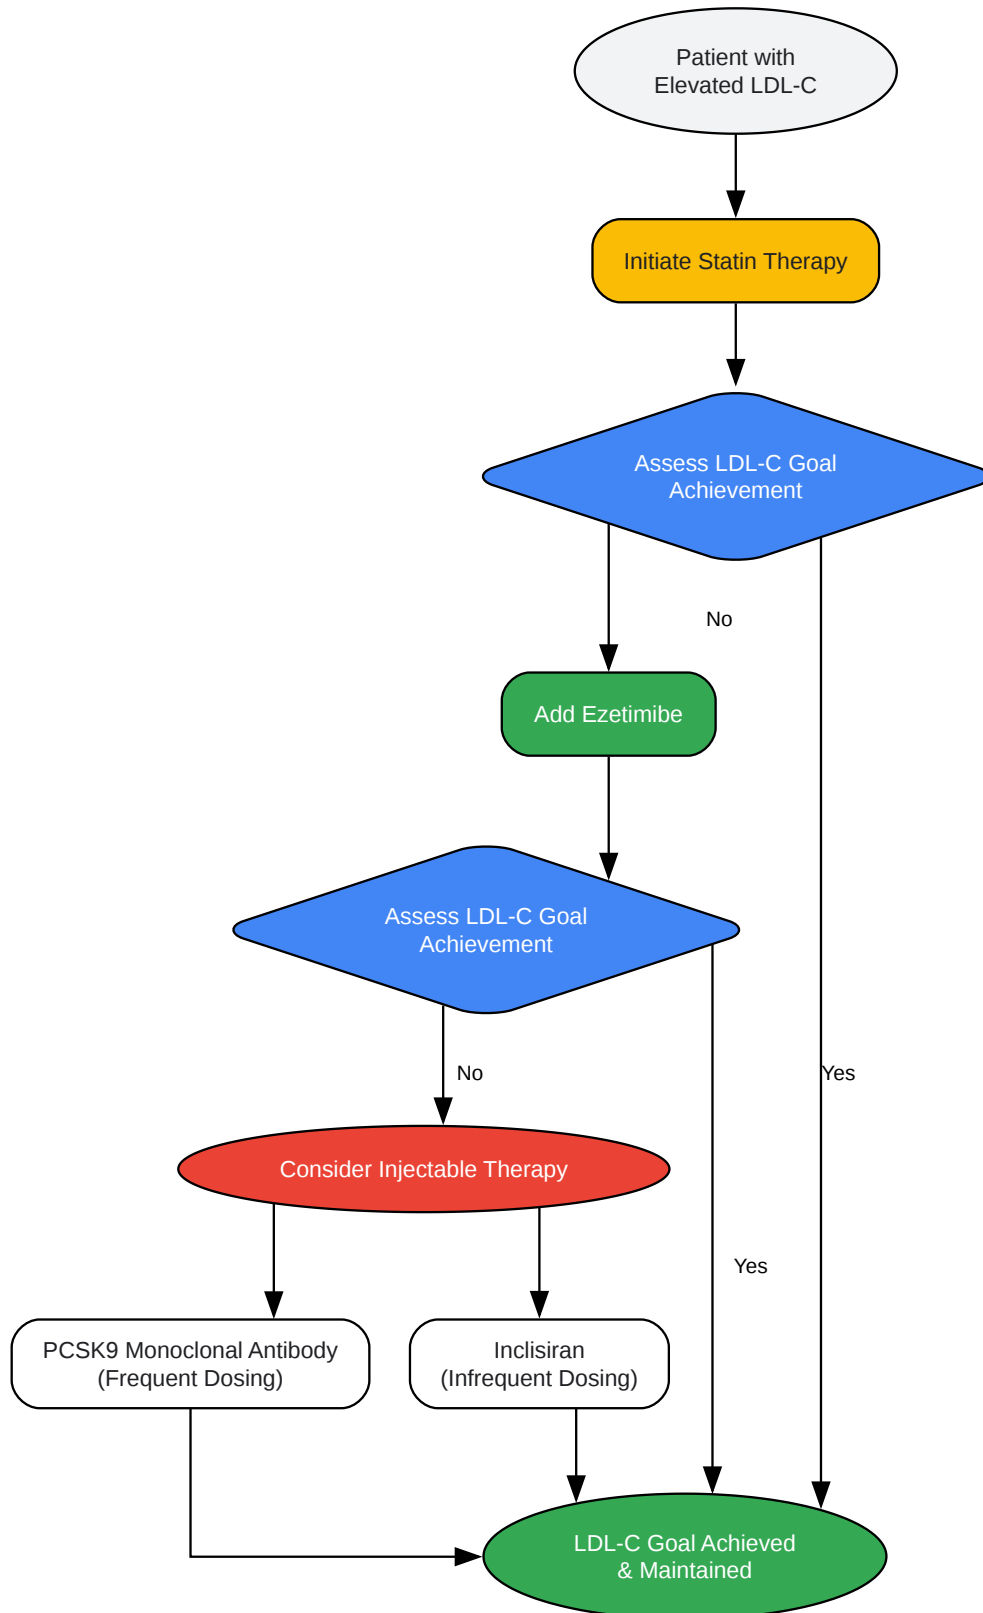 Patient with
Elevated LDL-C
Initiate Statin Therapy
Assess LDL-C Goal
Achievement
No
Add Ezetimibe
Assess LDL-C Goal
Achievement
No
Yes
Consider Injectable Therapy
Yes
PCSK9 Monoclonal Antibody
(Frequent Dosing)
Inclisiran
(Infrequent Dosing)
LDL-C Goal Achieved
& Maintained